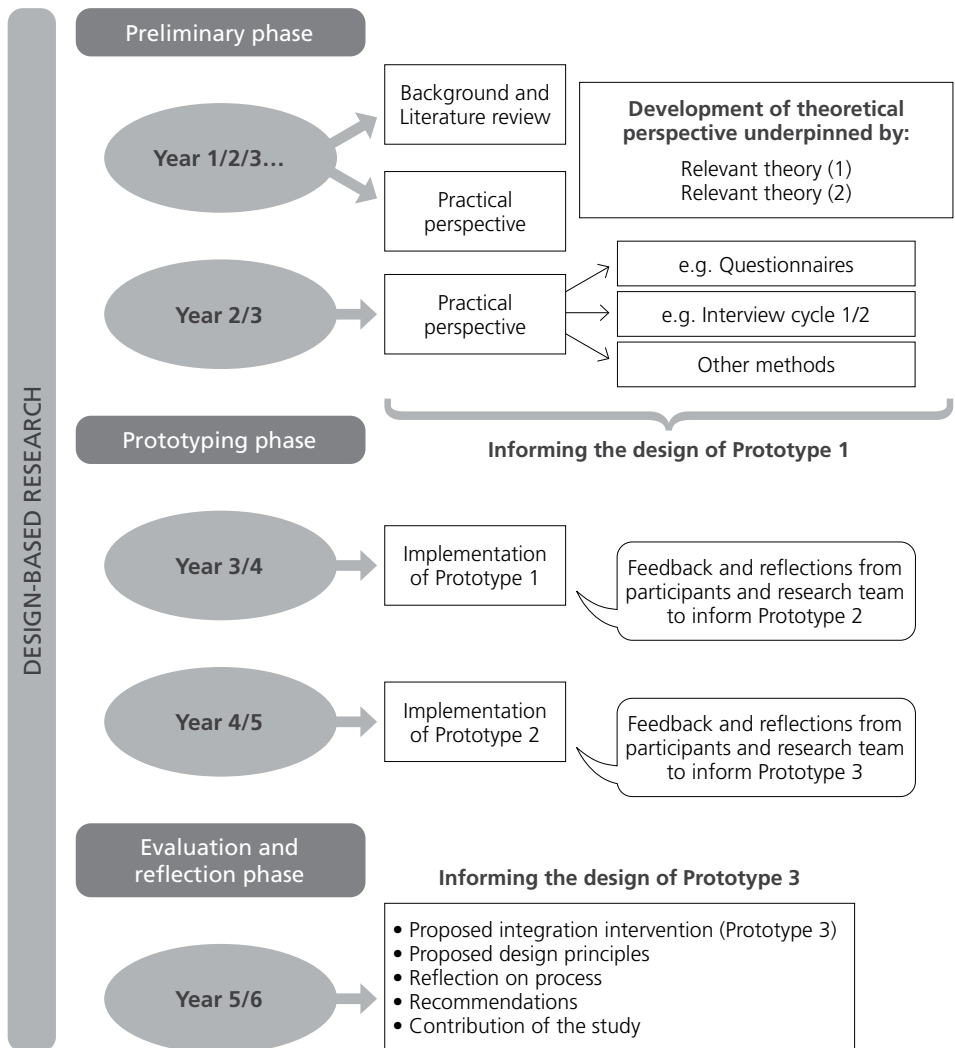 DESIGN-BASED RESEARCH
Preliminary phase
Year 1/2/3...
Background and
Literature review
Practical
perspective
Development of theoretical
perspective underpinned by:
Relevant theory (1)
Relevant theory (2)
Year 2/3
Practical
perspective
e.g. Questionnaires
e.g. Interview cycle 1/2
Other methods
Informing the design of Prototype 1
Prototyping phase
Year 3/4
Implementation
of Prototype 1
Feedback and reflections from
participants and research team
to inform Prototype 2
Year 4/5
Implementation
of Prototype 2
Feedback and reflections from
participants and research team
to inform Prototype 3
Evaluation and
reflection phase
Informing the design of Prototype 3
Year 5/6
• Proposed integration intervention (Prototype 3)
• Proposed design principles
• Reflection on process
• Recommendations
• Contribution of the study